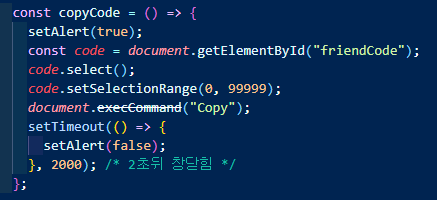 const copyCode = () => {
setAlert(true);
const code = document.getElementById("friendCode");
code.select();
code.setSelectionRange(0, 99999);
document.execCommand("Copy");
setTimeout(() => {
setAlert(false);
}, 2000); /* 2초뒤 창닫힘 */
};